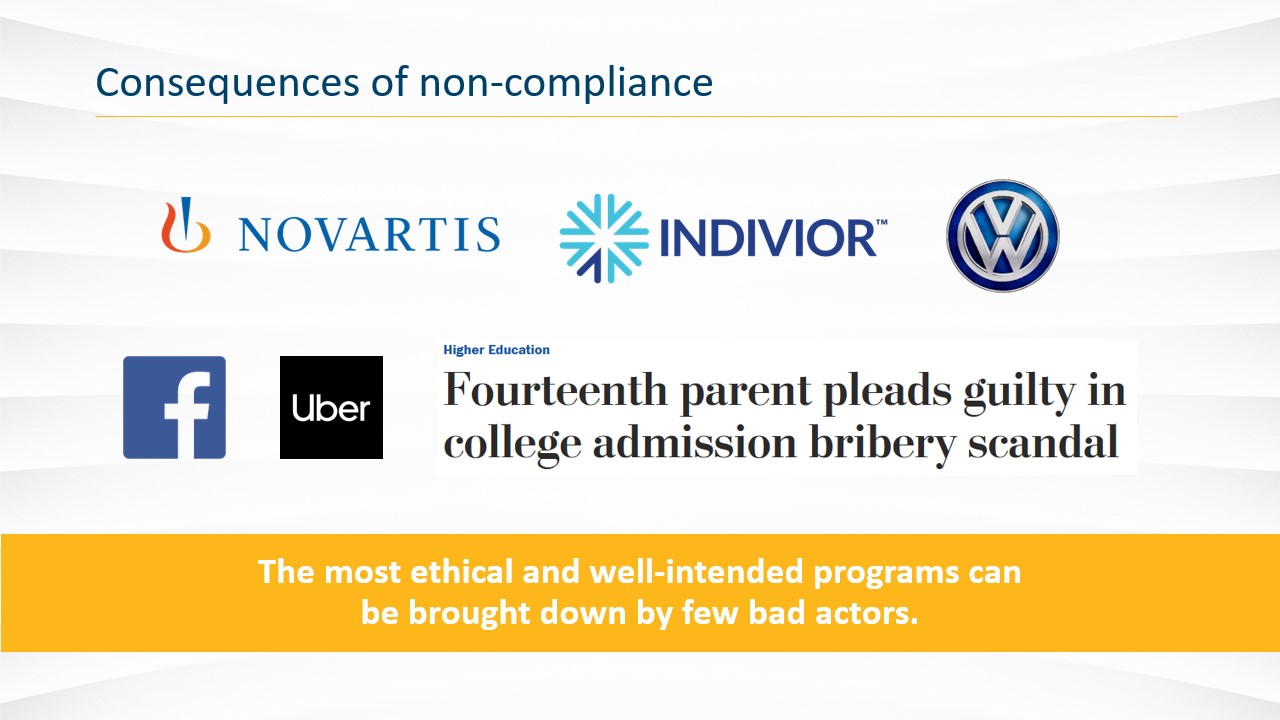 Consequences of non-compliance
NOVARTIS
INDIVIOR™
VW
f
Uber
Higher Education
Fourteenth parent pleads guilty in
college admission bribery scandal
The most ethical and well-intended programs can
be brought down by few bad actors.